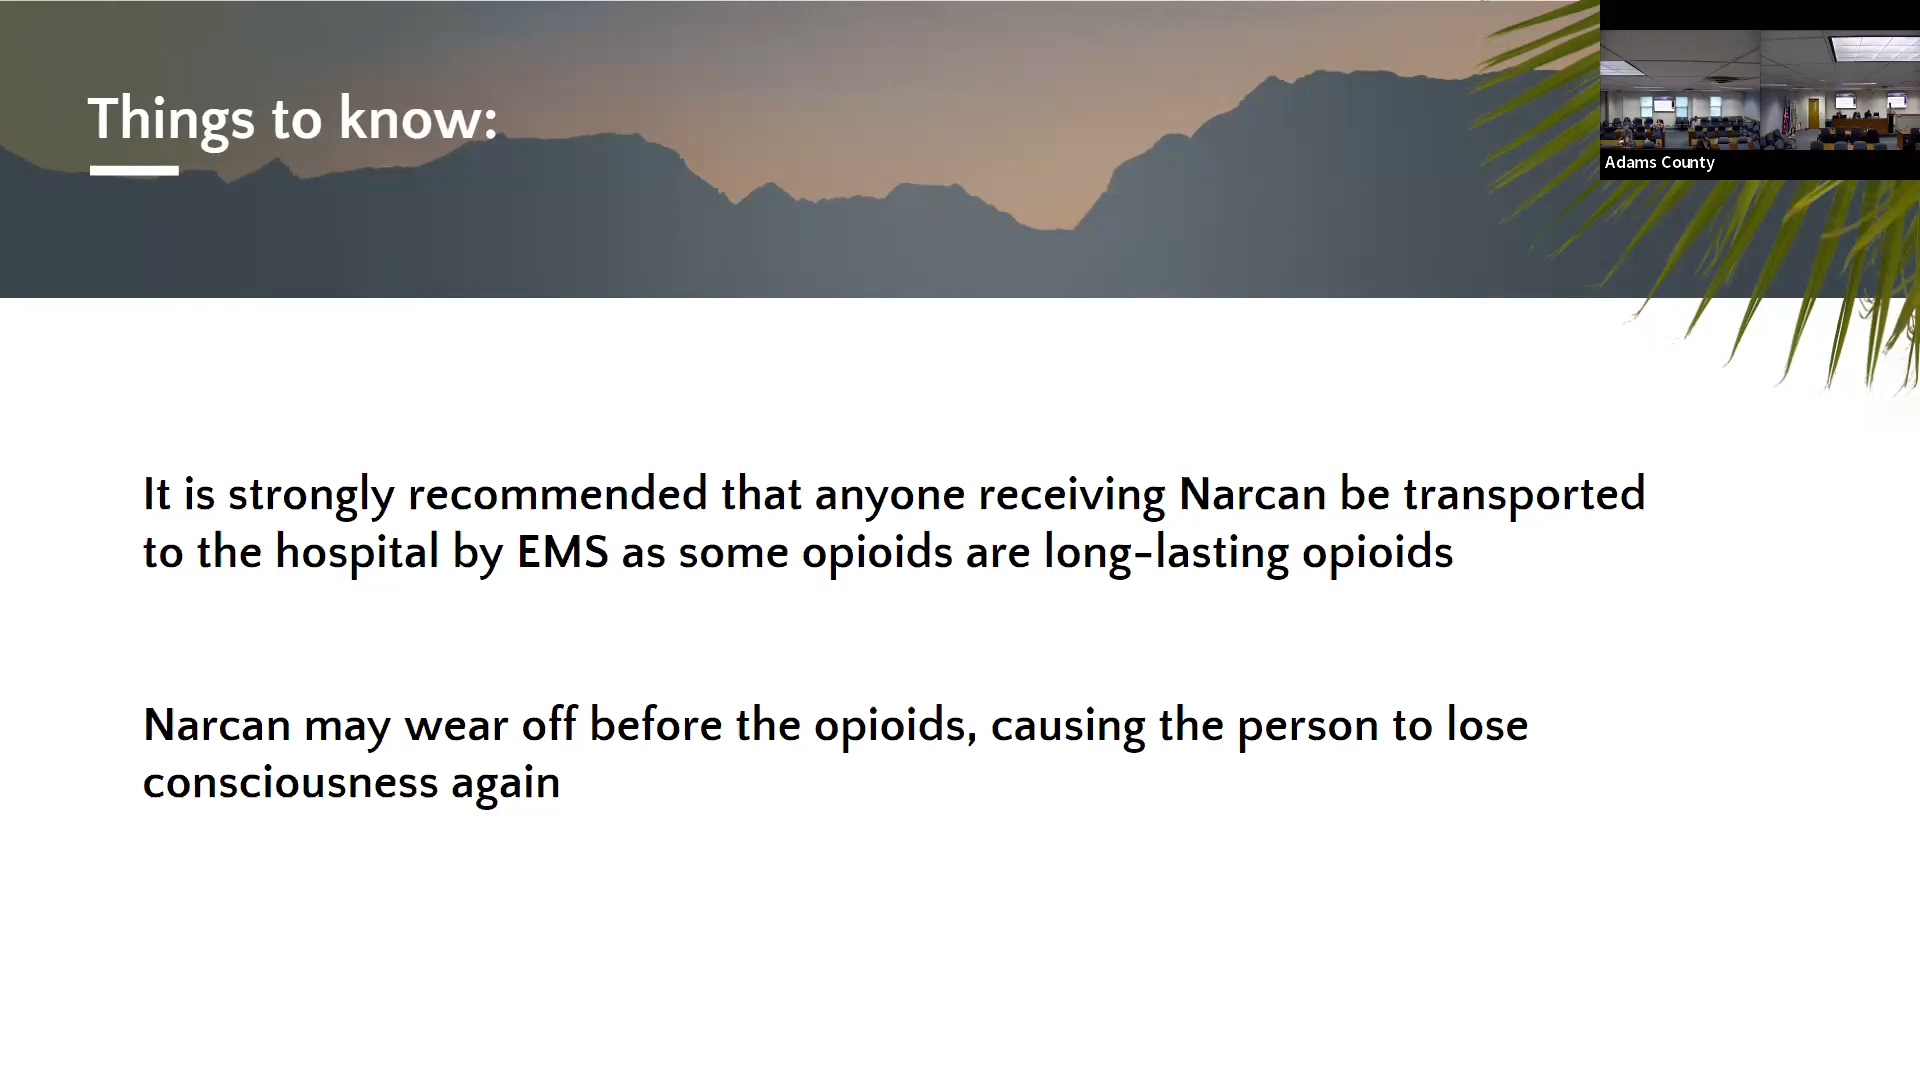 Things to know:
Adams County
It is strongly recommended that anyone receiving Narcan be transported
to the hospital by EMS as some opioids are long-lasting opioids
Narcan may wear off before the opioids, causing the person to lose
consciousness again